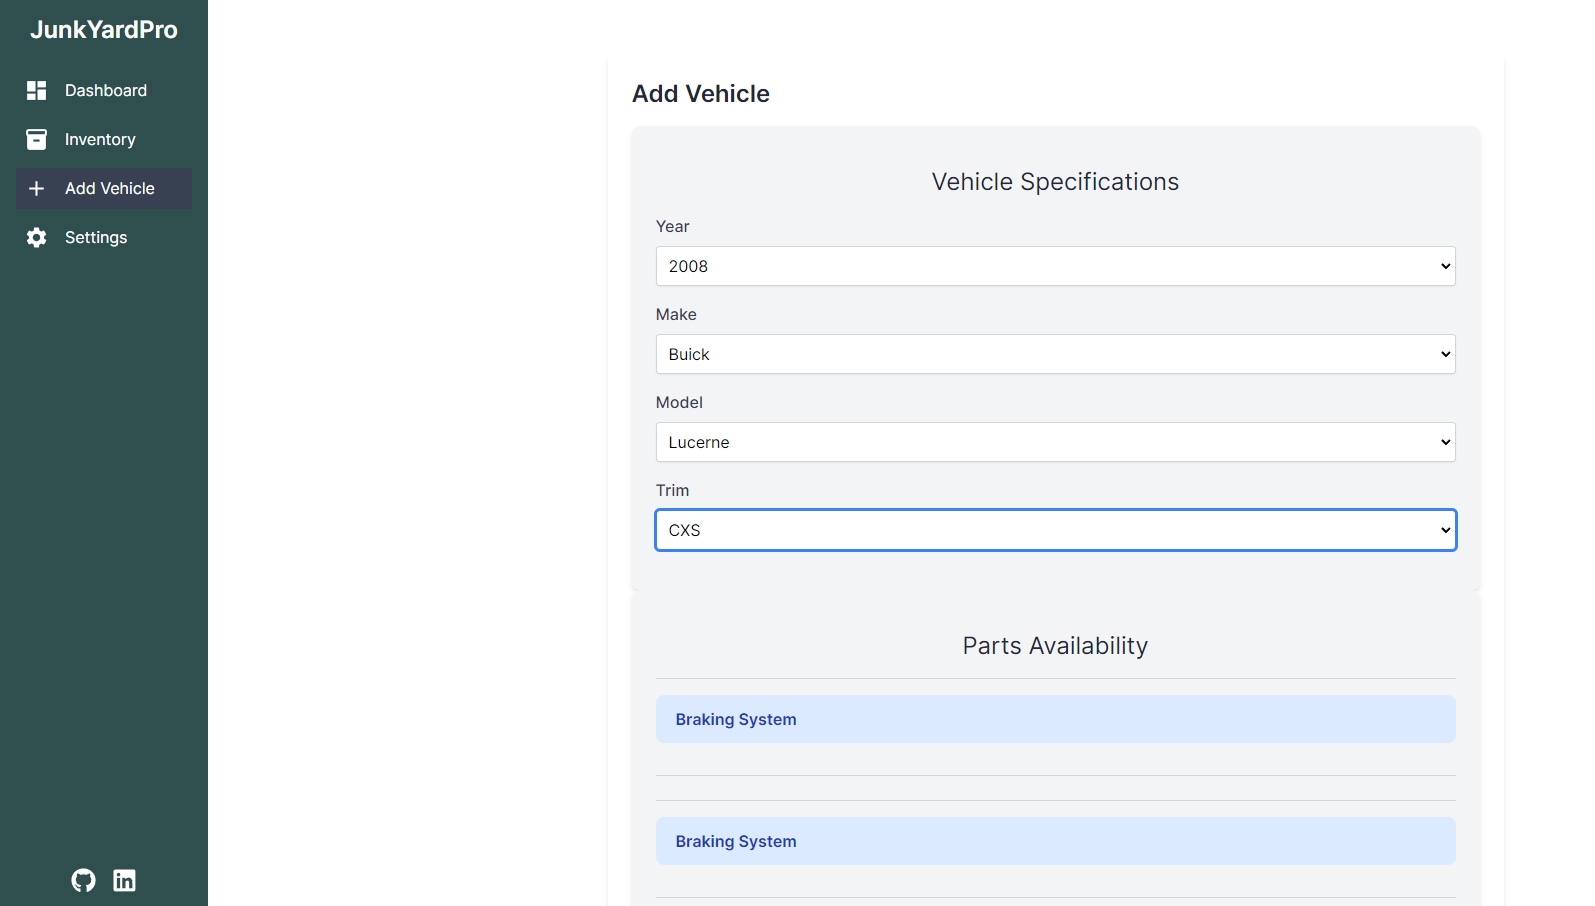 JunkYardPro
Dashboard
Inventory
Add Vehicle
Settings
Add Vehicle
Vehicle Specifications
Year
2008
Make
Buick
Model
Lucerne
Trim
CXS
Parts Availability
Braking System
Braking System
in